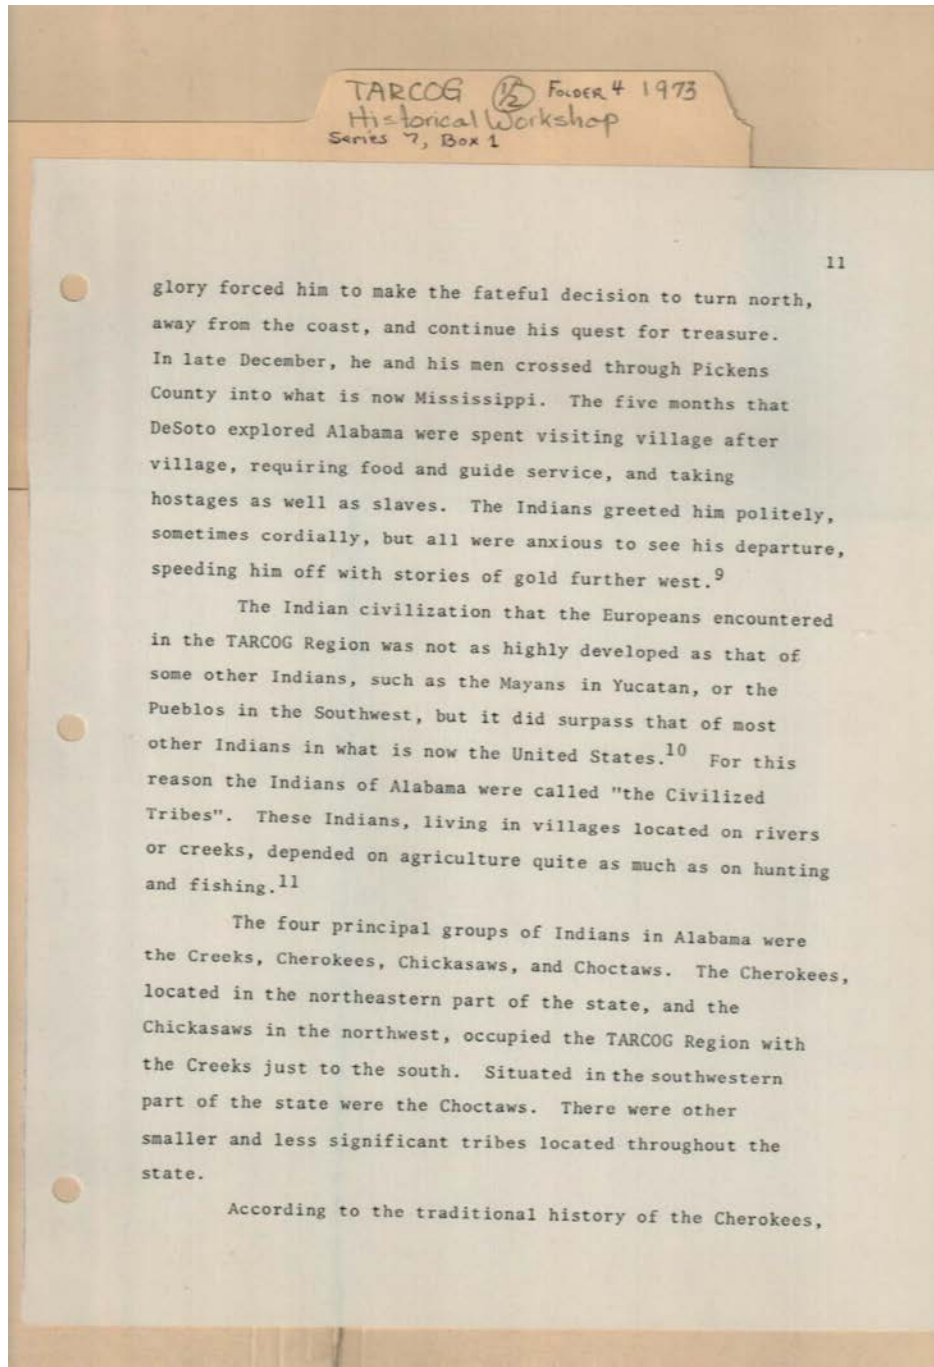 TARCOG 1/2 FOLDER 4 1973
Historical Workshop
Series 7, Box 1
11
glory forced him to make the fateful decision to turn north,
away from the coast, and continue his quest for treasure.
In late December, he and his men crossed through Pickens
County into what is now Mississippi. The five months that
DeSoto explored Alabama were spent visiting village after
village, requiring food and guide service, and taking
hostages as well as slaves. The Indians greeted him politely,
sometimes cordially, but all were anxious to see his departure,
speeding him off with stories of gold further west.9
The Indian civilization that the Europeans encountered
in the TARCOG Region was not as highly developed as that of
some other Indians, such as the Mayans in Yucatan, or the
Pueblos in the Southwest, but it did surpass that of most
other Indians in what is now the United States.10 For this
reason the Indians of Alabama were called "the Civilized
Tribes". These Indians, living in villages located on rivers
or creeks, depended on agriculture quite as much as on hunting
and fishing.11
The four principal groups of Indians in Alabama were
the Creeks, Cherokees, Chickasaws, and Choctaws. The Cherokees,
located in the northeastern part of the state, and the
Chickasaws in the northwest, occupied the TARCOG Region with
the Creeks just to the south. Situated in the southwestern
part of the state were the Choctaws. There were other
smaller and less significant tribes located throughout the
state.
According to the traditional history of the Cherokees,